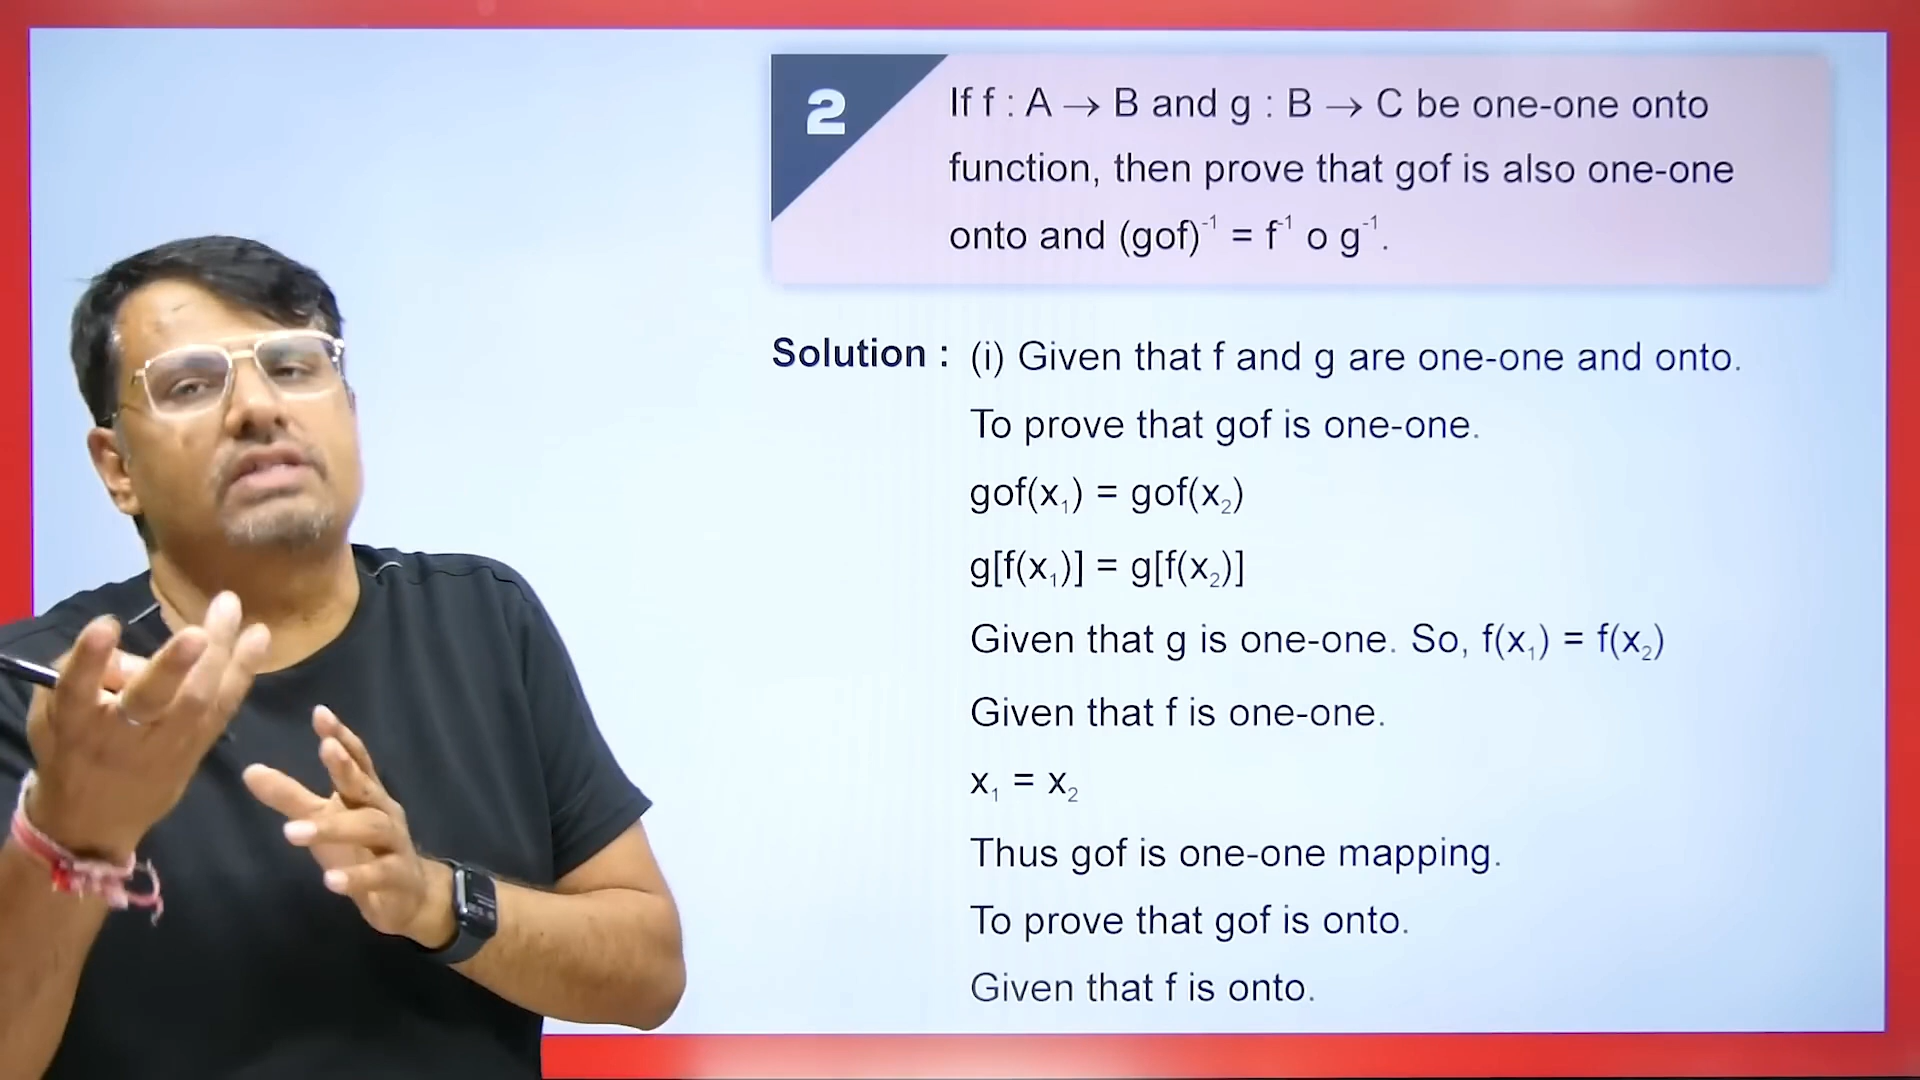 2
If f : A → B and g : B → C be one-one onto
function, then prove that gof is also one-one
onto and (gof)⁻¹ = f⁻¹ o g⁻¹.
Solution : (i) Given that f and g are one-one and onto.
To prove that gof is one-one.
gof(x₁) = gof(x₂)
g[f(x₁)] = g[f(x₂)]
Given that g is one-one. So, f(x₁) = f(x₂)
Given that f is one-one.
x₁ = x₂
Thus gof is one-one mapping.
To prove that gof is onto.
Given that f is onto.